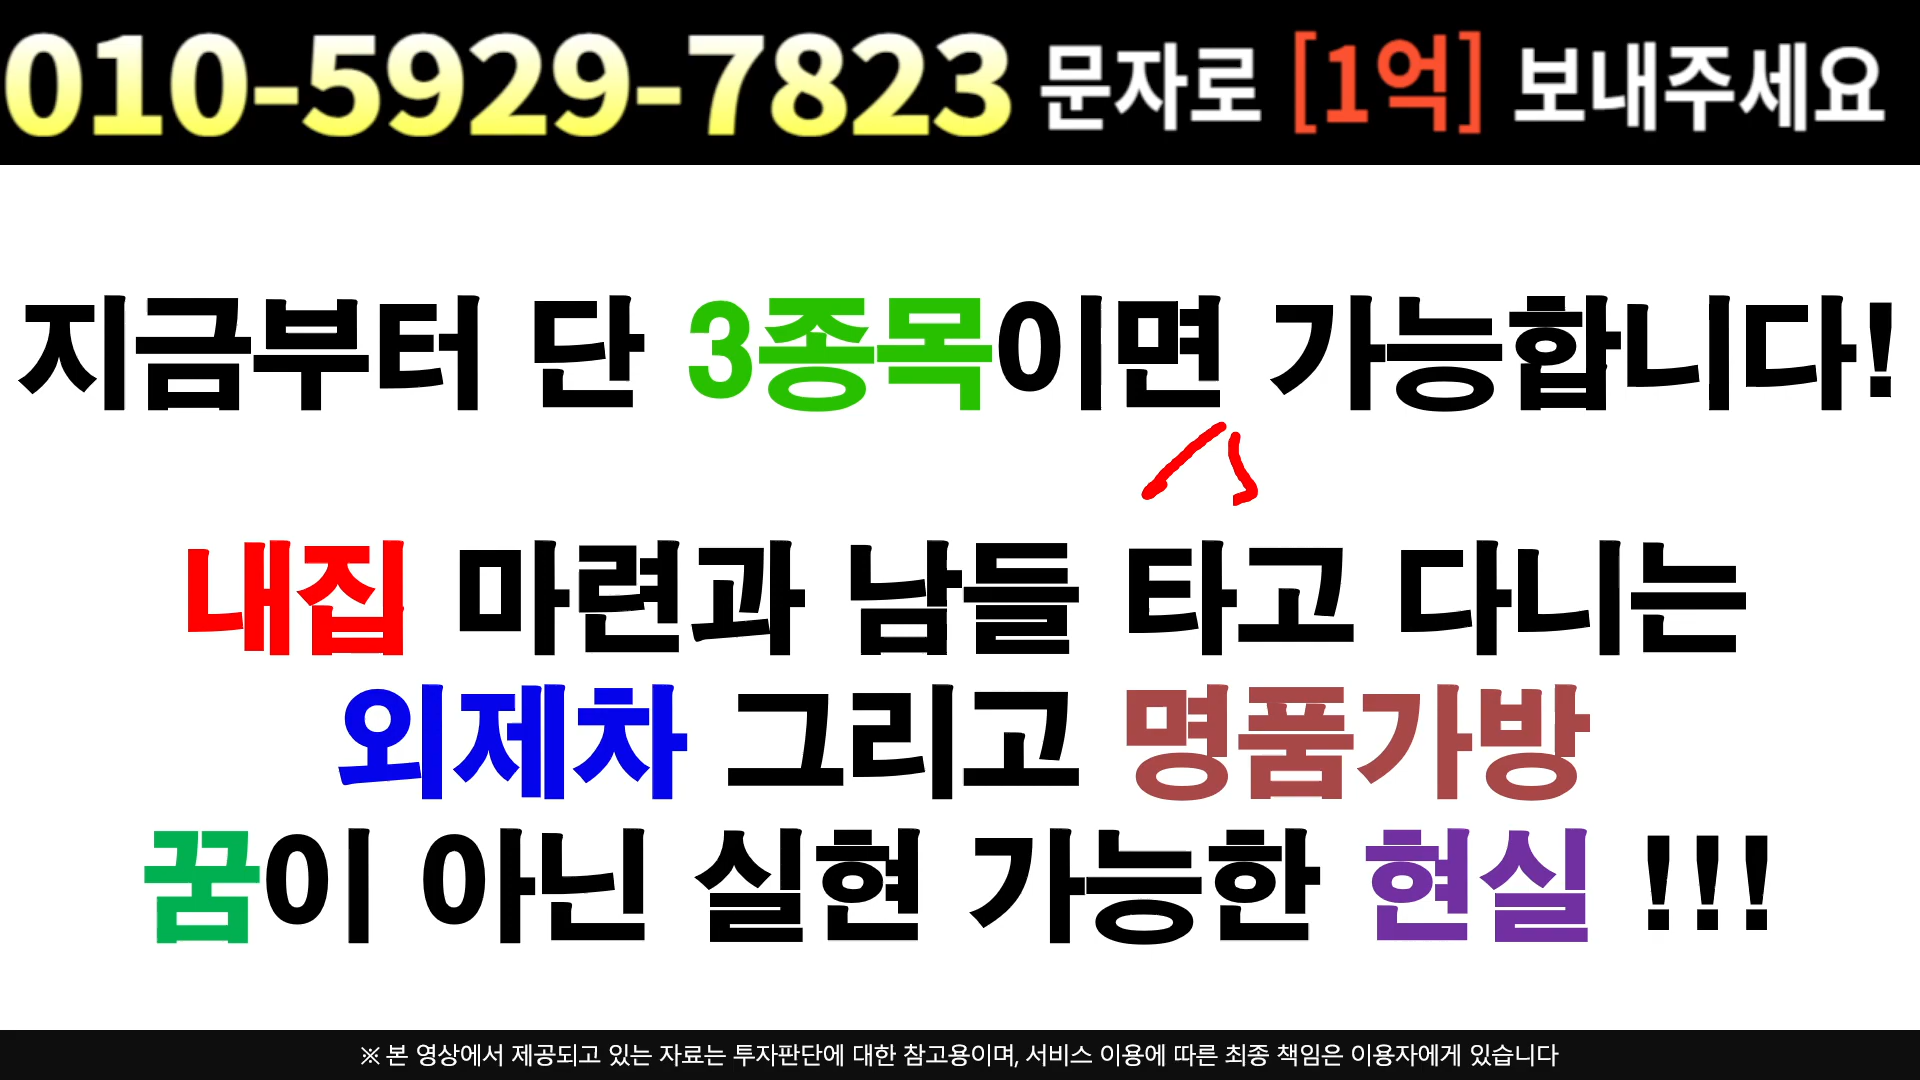 010-5929-7823 문자로 [1억] 보내주세요
지금부터 단 3종목이면 가능합니다!
내집 마련과 남들 타고 다니는
외제차 그리고 명품가방
꿈이 아닌 실현 가능한 현실 !!!
※ 본 영상에서 제공되고 있는 자료는 투자판단에 대한 참고용이며, 서비스 이용에 따른 최종 책임은 이용자에게 있습니다